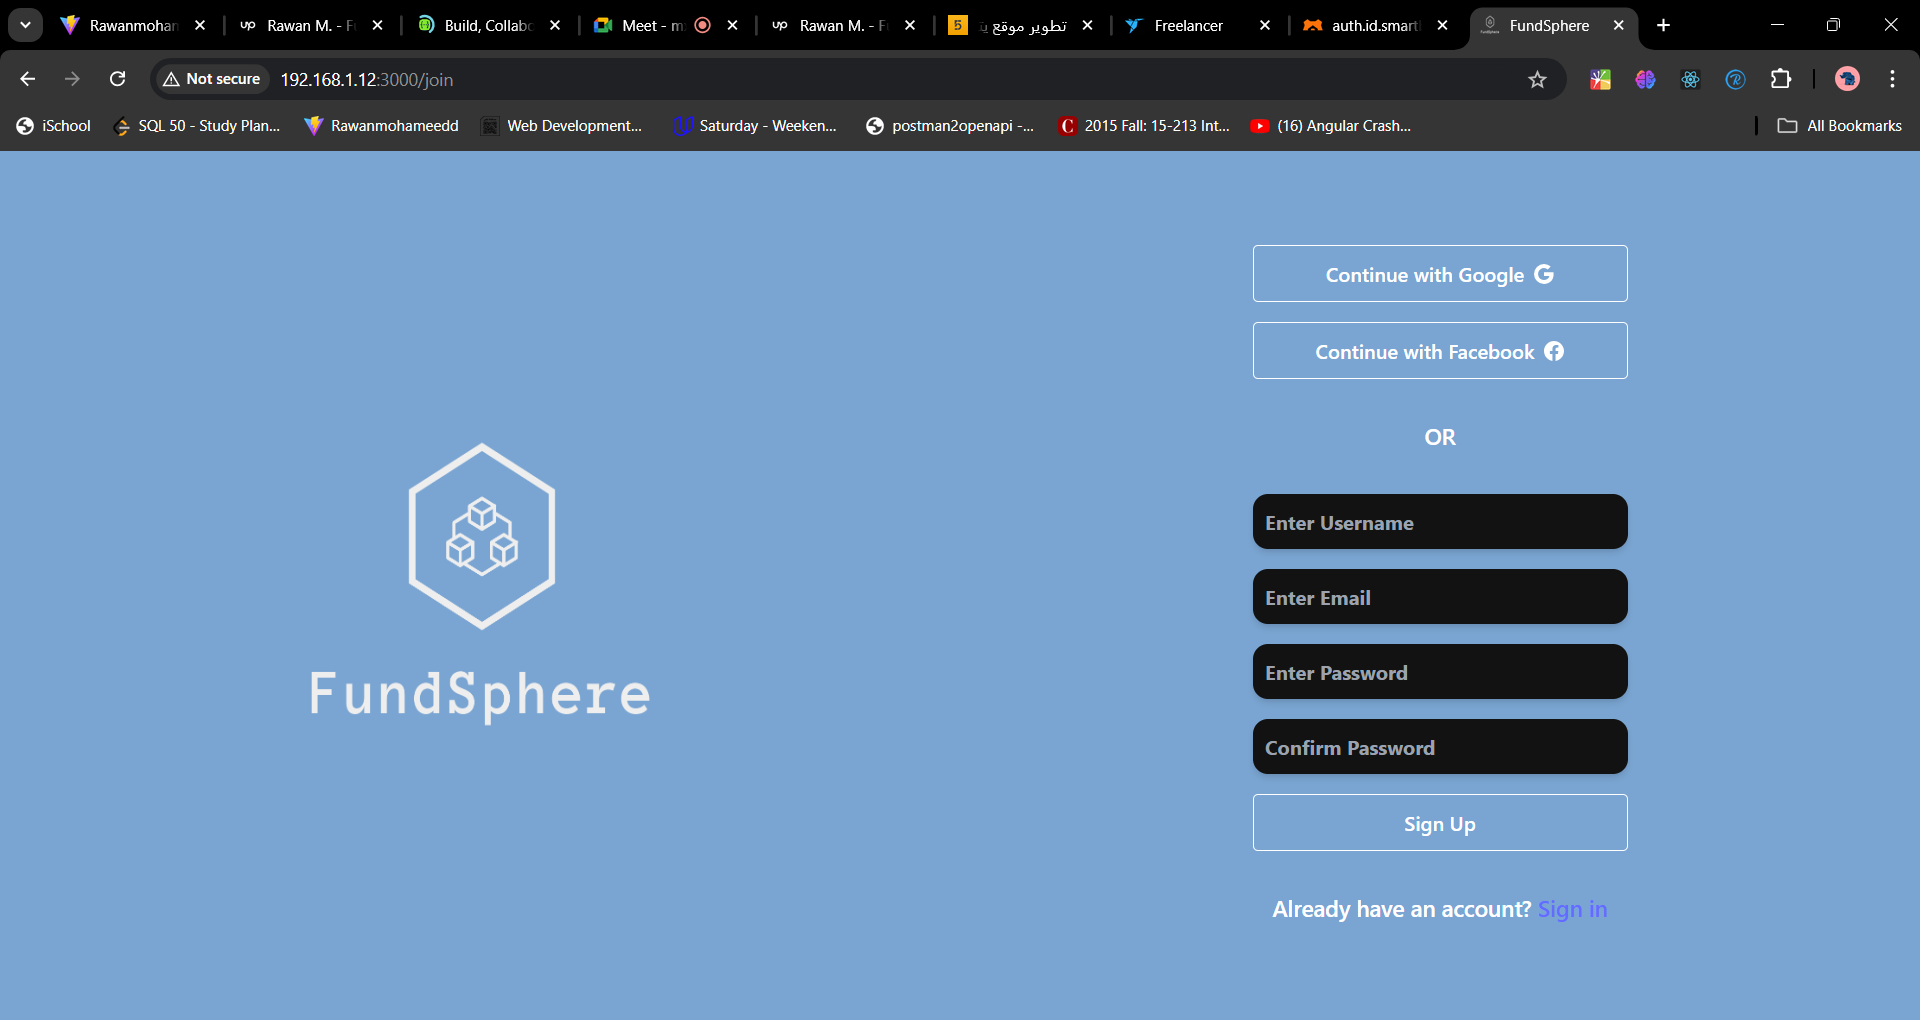 Rawanmohan
Rawan M. - F
Build, Collabo
Meet - m
Rawan M. - F
5
تطوير موقع ي
Freelancer
auth.id.smart
FundSphere
Not secure
192.168.1.12:3000/join
iSchool
SQL 50 - Study Plan...
Rawanmohameedd
Web Development...
Saturday - Weeken...
postman2openapi -...
2015 Fall: 15-213 Int...
(16) Angular Crash...
All Bookmarks
Continue with Google
Continue with Facebook
OR
FundSphere
Enter Username
Enter Email
Enter Password
Confirm Password
Sign Up
Already have an account? Sign in